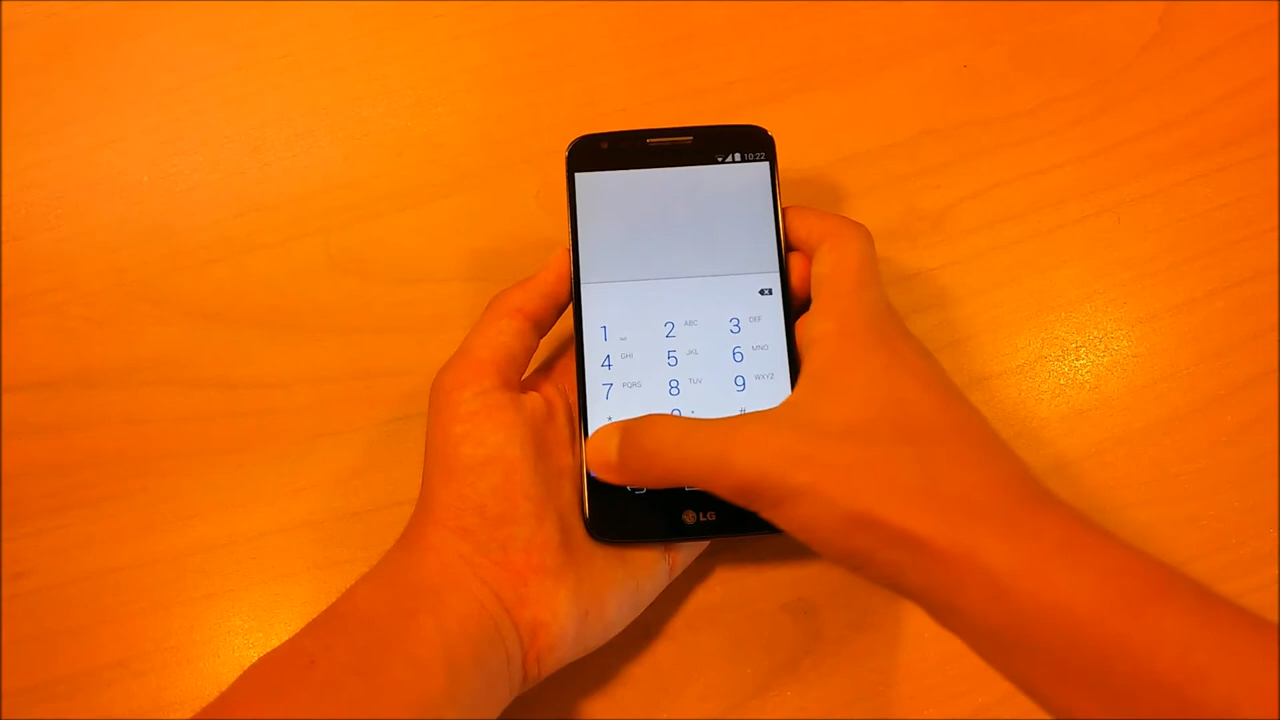 10:22
1 2 ABC 3 DEF
4 GHI 5 JKL 6 MNO
7 PQRS 8 TUV 9 WXYZ
* #
LG